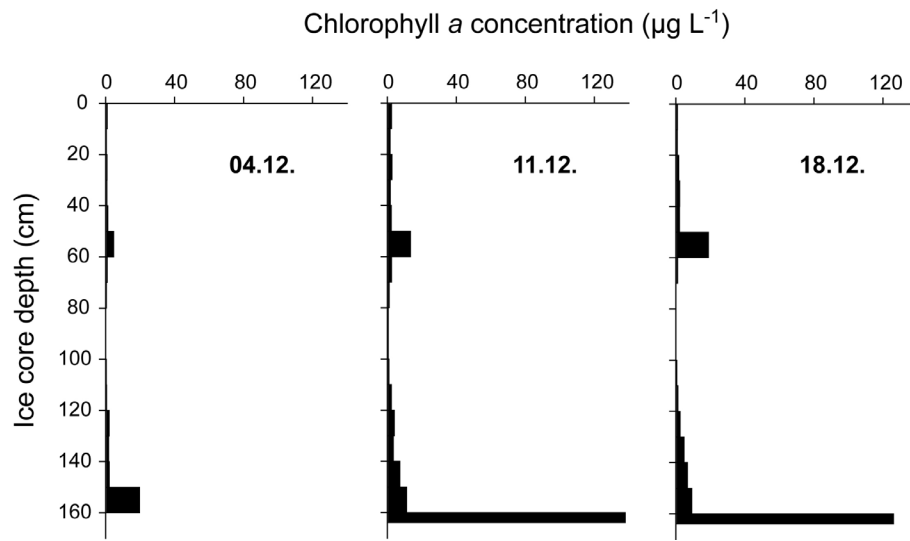 Chlorophyll a concentration (µg L⁻¹)
0 40 80 120 0 40 80 120 0 40 80 120
0
20
04.12. 11.12. 18.12.
40
60
80
100
120
140
160
Ice core depth (cm)